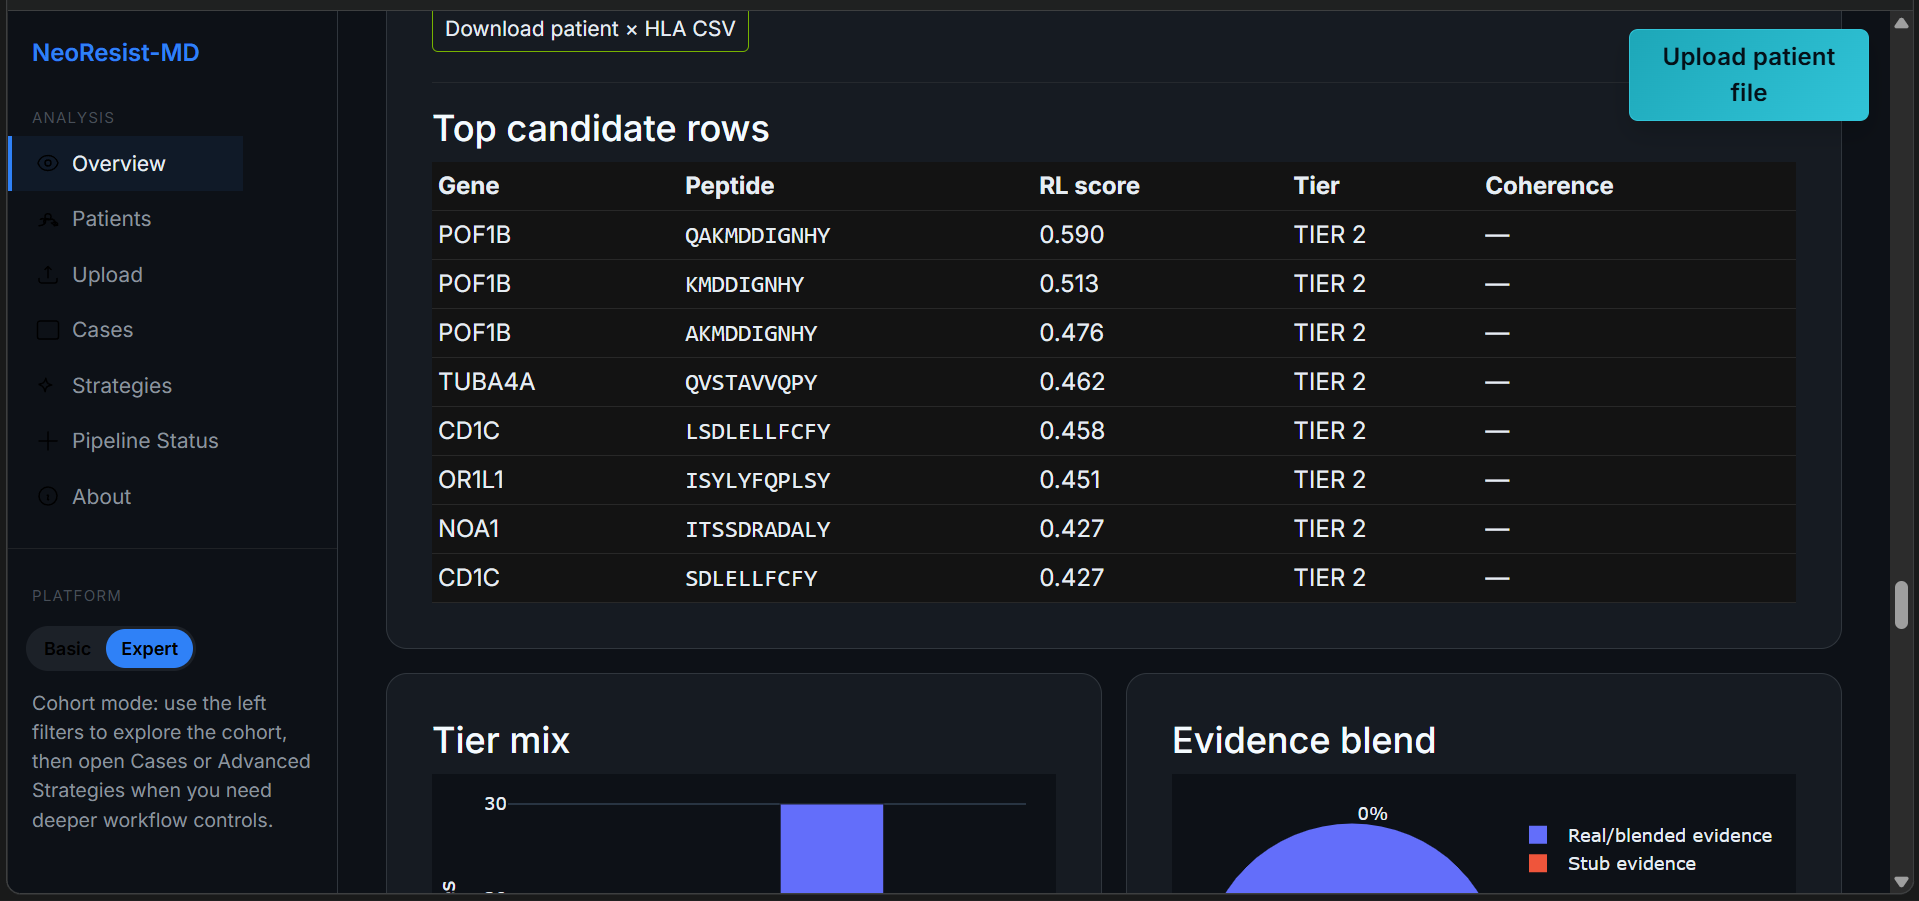 NeoResist-MD
ANALYSIS
Overview
Patients
Upload
Cases
Strategies
Pipeline Status
About
PLATFORM
Basic Expert
Cohort mode: use the left
filters to explore the cohort,
then open Cases or Advanced
Strategies when you need
deeper workflow controls.
Download patient × HLA CSV
Upload patient
file
Top candidate rows
Gene Peptide RL score Tier Coherence
POF1B QAKMDDIGNHY 0.590 TIER 2 —
POF1B KMDDIGNHY 0.513 TIER 2 —
POF1B AKMDDIGNHY 0.476 TIER 2 —
TUBA4A QVSTAVVQPY 0.462 TIER 2 —
CD1C LSDLELLFCFY 0.458 TIER 2 —
OR1L1 ISYLYFQPLSY 0.451 TIER 2 —
NOA1 ITSSDRADALY 0.427 TIER 2 —
CD1C SDLELLFCFY 0.427 TIER 2 —
Tier mix
30
Evidence blend
0%
Real/blended evidence
Stub evidence